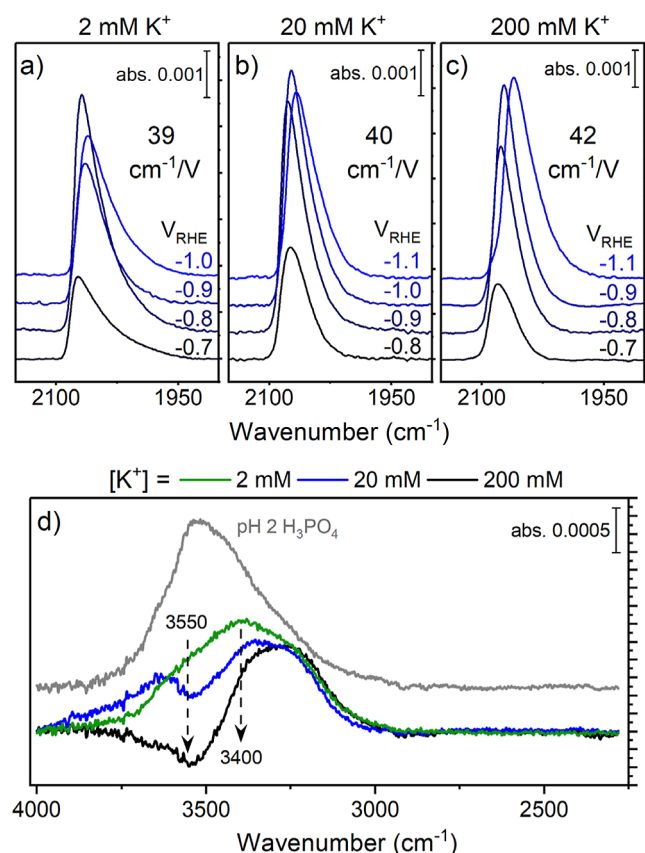 2 mM K⁺ 20 mM K⁺ 200 mM K⁺
a) abs. 0.001 b) abs. 0.001 c) abs. 0.001
39 40 42
cm⁻¹/V cm⁻¹/V cm⁻¹/V
V_RHE V_RHE V_RHE
-1.0 -1.1 -1.1
-0.9 -1.0 -0.9
-0.8 -0.9 -0.8
-0.7 -0.8 -0.7
2100 1950 2100 1950 2100 1950
Wavenumber (cm⁻¹)
[K⁺] = 2 mM 20 mM 200 mM
d) pH 2 H₃PO₄ abs. 0.0005
3550
3400
4000 3500 3000 2500
Wavenumber (cm⁻¹)